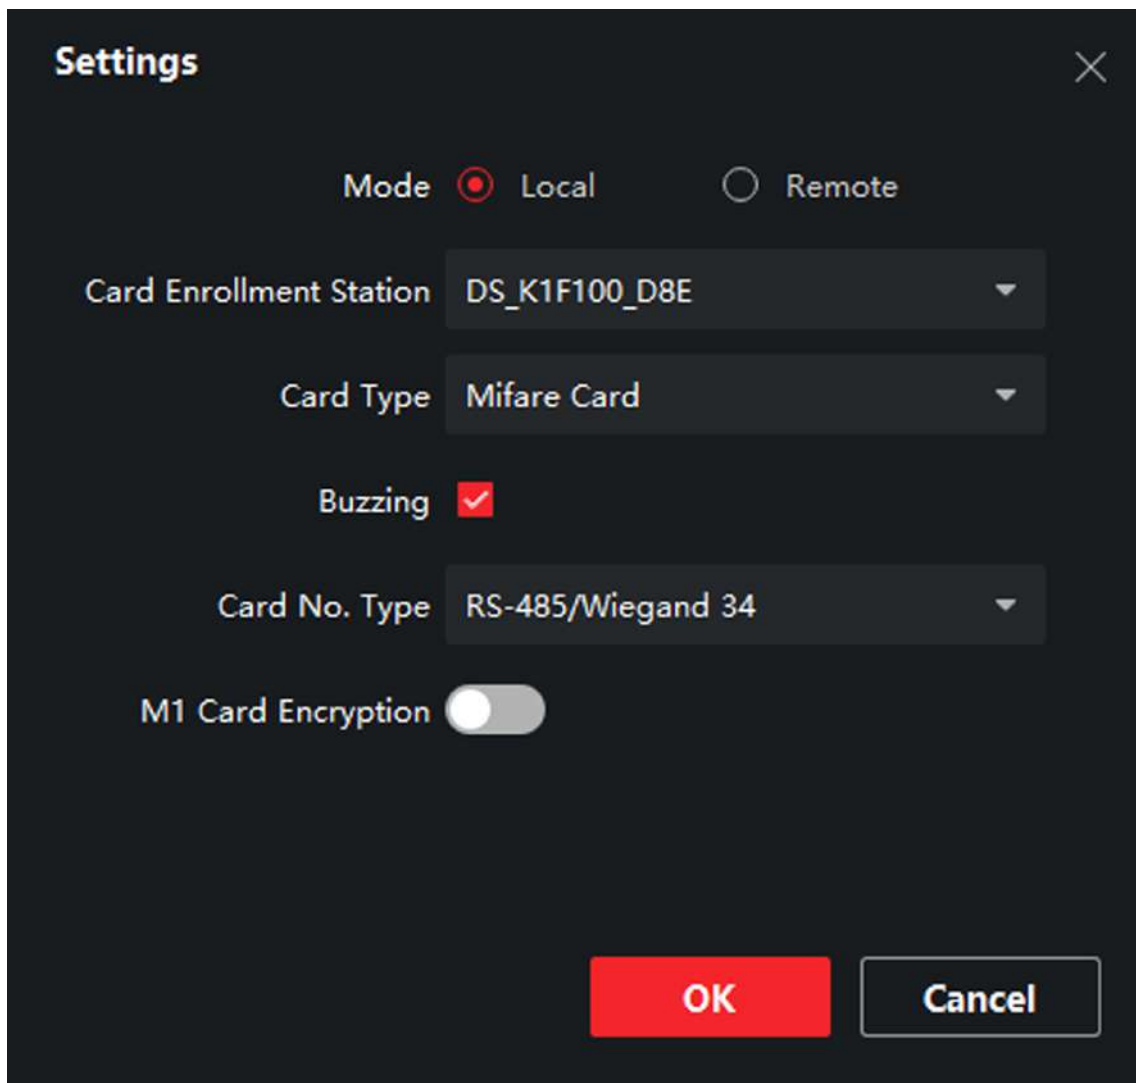 Settings
Mode Local Remote
Card Enrollment Station DS_K1F100_D8E
Card Type Mifare Card
Buzzing
Card No. Type RS-485/Wiegand 34
M1 Card Encryption
OK Cancel